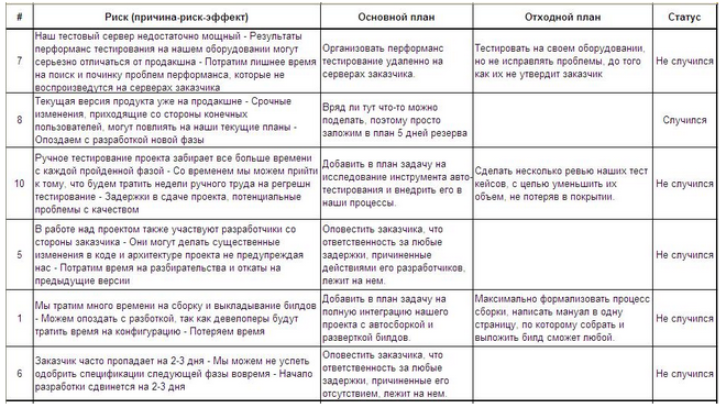 # Риск (причина-риск-эффект) Основной план Отходной план Статус
7
Наш тестовый сервер недостаточно мощный - Результаты
перформанс тестирования на нашем оборудовании могут
серьезно отличаться от продакшна - Потратим лишнее время
на поиск и починку проблем перформанса, которые не
воспроизведутся на серверах заказчика
Организовать перформанс
тестирование удаленно на
серверах заказчика.
Тестировать на своем оборудовании,
но не исправлять проблемы, до того
как их не утвердит заказчик
Не случился
8
Текущая версия продукта уже на продакшне - Срочные
изменения, приходящие со стороны конечных
пользователей, могут повлиять на наши текущие планы -
Опоздаем с разработкой новой фазы
Вряд ли тут что-то можно
поделать, поэтому просто
заложим в план 5 дней резерва
Случился
10
Ручное тестирование проекта забирает все больше времени
с каждой пройденной фазой - Со временем мы можем прийти
к тому, что будем тратить недели ручного труда на регрешн
тестирование - Задержки в сдаче проекта, потенциальные
проблемы с качеством
Добавить в план задачу на
исследование инструмента авто-
тестирования и внедрить его в
наши процессы.
Сделать несколько ревью наших тест
кейсов, с целью уменьшить их
объем, не потеряв в покрытии.
Не случился
5
В работе над проектом также участвуют разработчики со
стороны заказчика - Они могут делать существенные
изменения в коде и архитектуре проекта не предупреждая
нас - Потратим время на разбирательства и откаты на
предыдущие версии
Оповестить заказчика, что
ответственность за любые
задержки, причиненные
действиями его разработчиков,
лежит на нем.
Не случился
1
Мы тратим много времени на сборку и выкладывание билдов
- Можем опоздать с разботкой, так как девелоперы будут
тратить время на конфигурацию - Потеряем время
Добавить в план задачу на
полную интеграцию нашего
проекта с автосборкой и
разверткой билдов.
Максимально формализовать процесс
сборки, написать мануал в одну
страницу, по которому собрать и
выложить билд сможет любой.
Не случился
6
Заказчик часто пропадает на 2-3 дня - Мы можем не успеть
одобрить спецификации следующей фазы вовремя - Начало
разработки сдвинется на 2-3 дня
Оповестить заказчика, что
ответственность за любые
задержки, причиненные его
отсутствием, лежит на нем.
Не случился